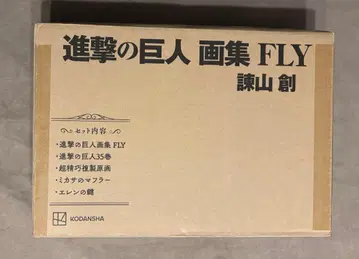 進撃の巨人 画集 FLY
諫山 創
セット内容
・進撃の巨人画集 FLY
・進撃の巨人35巻
・超精巧複製原画
・ミカサのマフラー
・エレンの鍵
KODANSHA